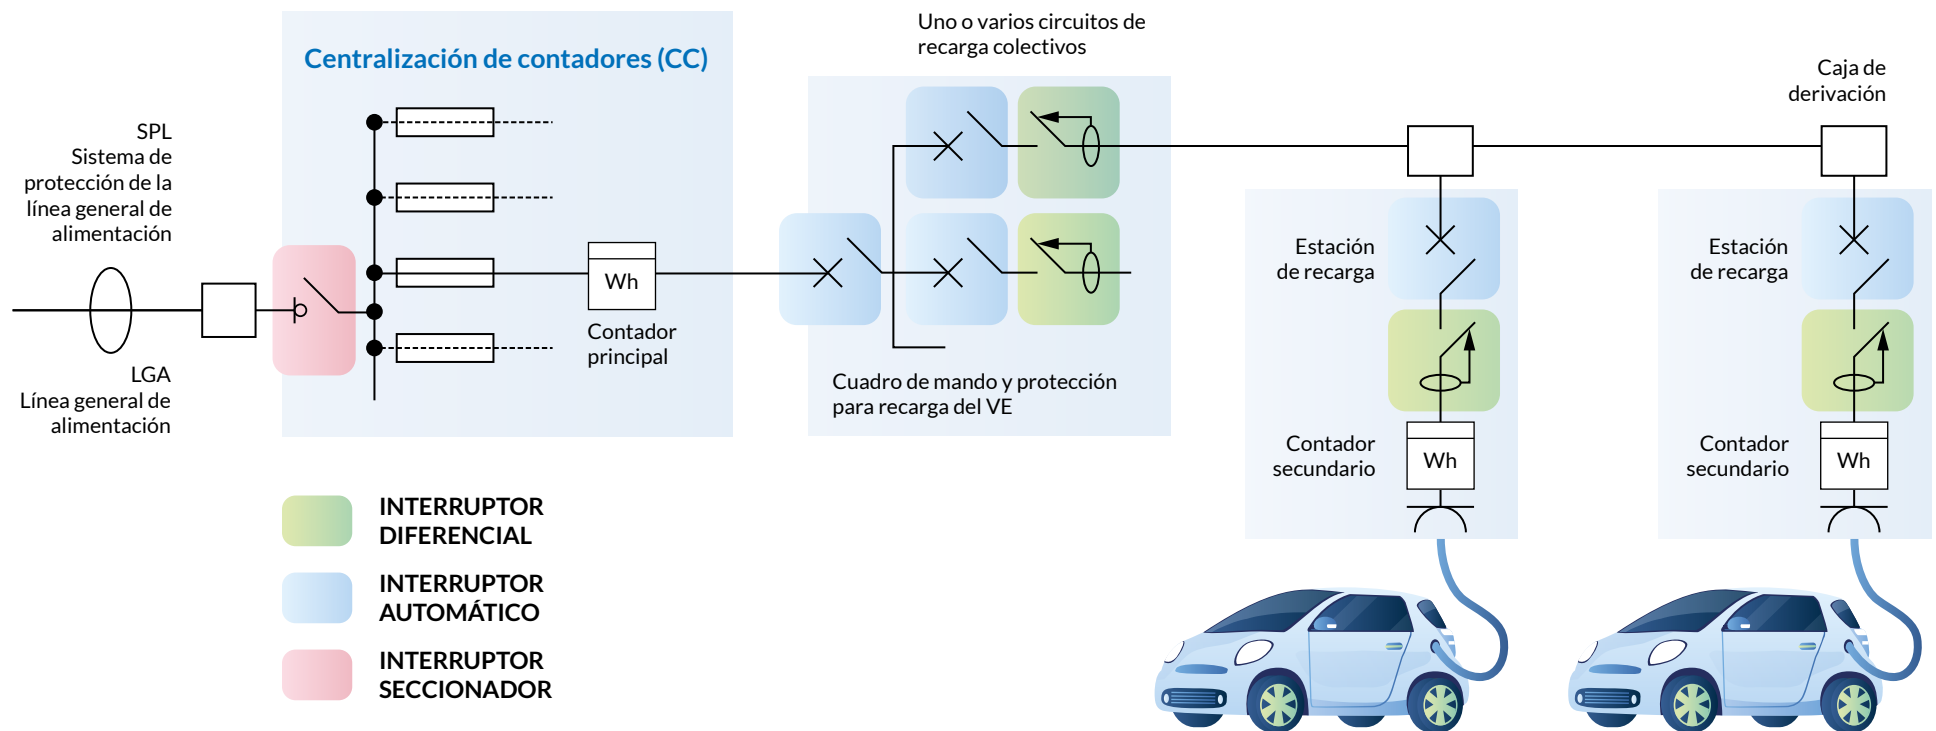 Uno o varios circuitos de
recarga colectivos
Centralización de contadores (CC)
Caja de
derivación
SPL
Sistema de
protección de la
línea general de
alimentación
LGA
Línea general de
alimentación
Wh
Contador
principal
Cuadro de mando y protección
para recarga del VE
Estación
de recarga
Contador
secundario
Wh
Estación
de recarga
Contador
secundario
Wh
INTERRUPTOR
DIFERENCIAL
INTERRUPTOR
AUTOMÁTICO
INTERRUPTOR
SECCIONADOR